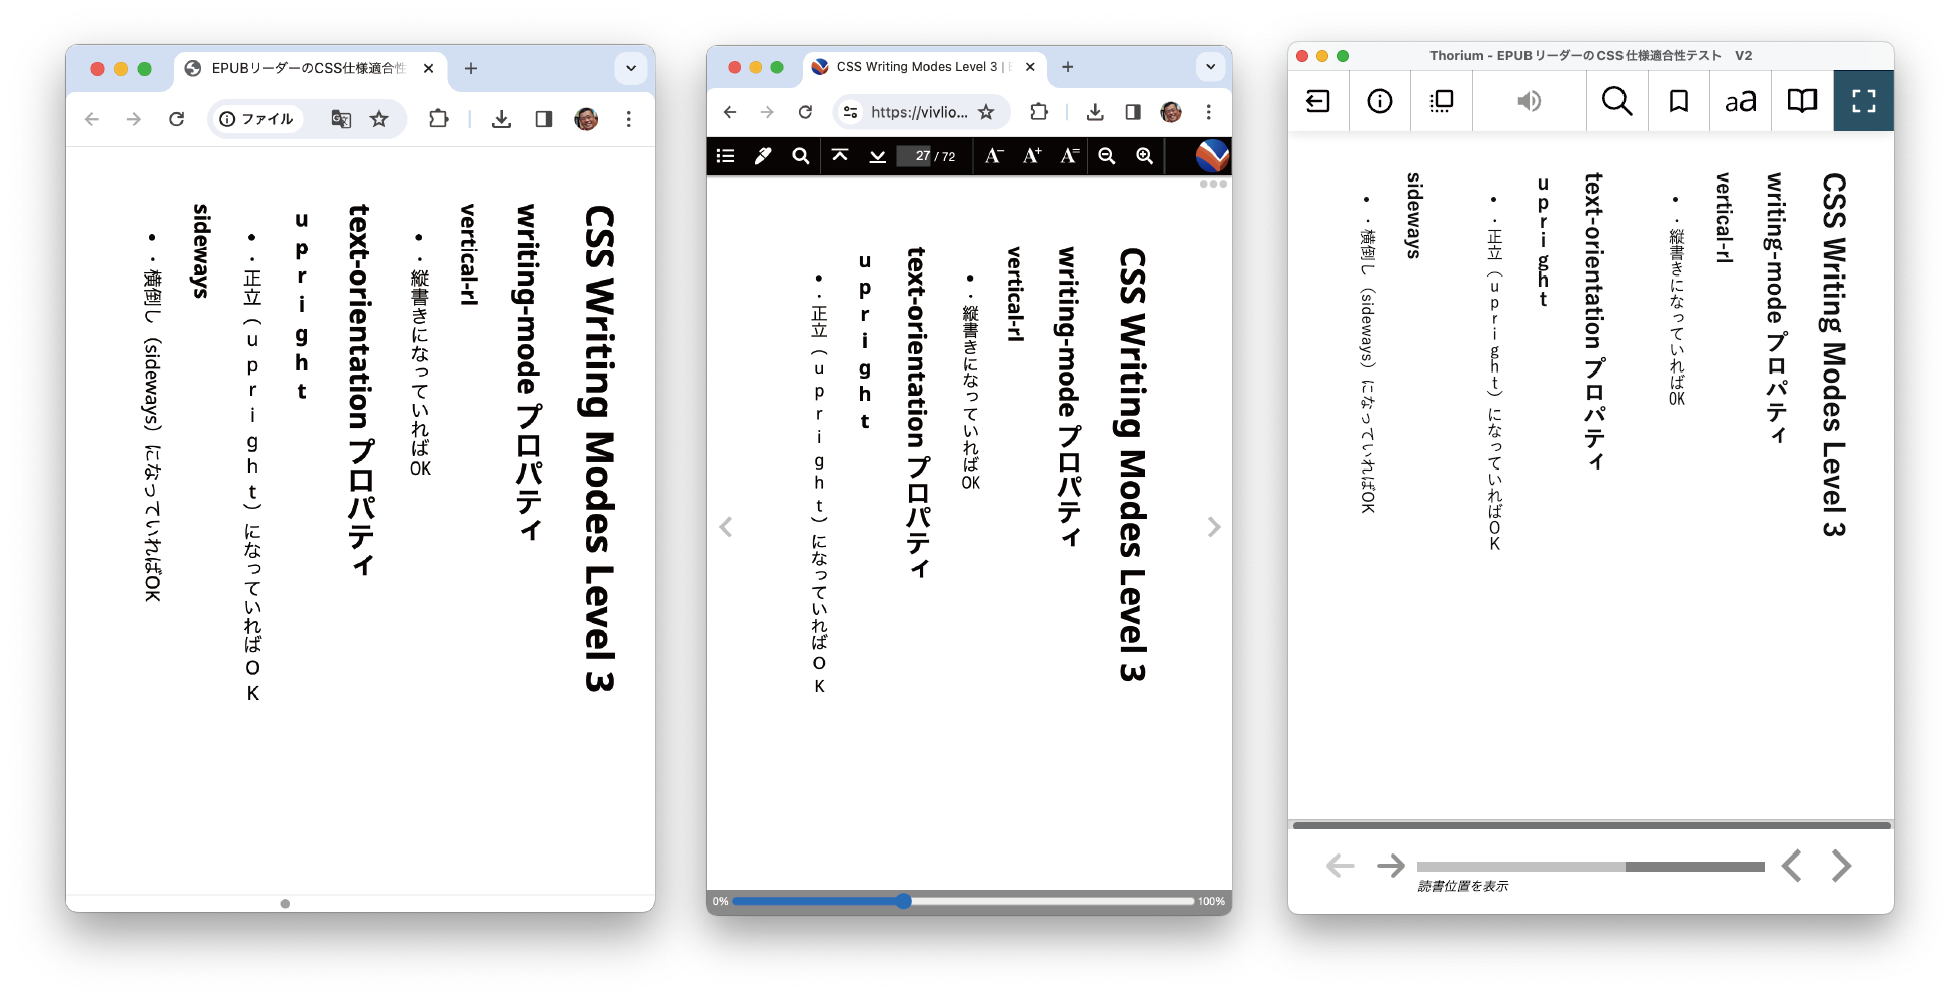 EPUBリーダーのCSS仕様適合性
ファイル
CSS Writing Modes Level 3
writing-mode プロパティ
vertical-rl
• ・縦書きになっていればOK
text-orientation プロパティ
upright
• ・正立（upright）になっていればOK
sideways
• ・横倒し（sideways）になっていればOK
CSS Writing Modes Level 3 |
https://vivlio...
27 / 72
A- A+ A=
CSS Writing Modes Level 3
writing-mode プロパティ
vertical-rl
• ・縦書きになっていればOK
text-orientation プロパティ
upright
• ・正立（upright）になっていればOK
0% 100%
Thorium - EPUBリーダーのCSS仕様適合性テスト V2
aA
CSS Writing Modes Level 3
writing-mode プロパティ
vertical-rl
• ・縦書きになっていればOK
text-orientation プロパティ
upright
• ・正立（upright）になっていればOK
sideways
• ・横倒し（sideways）になっていればOK
読書位置を表示